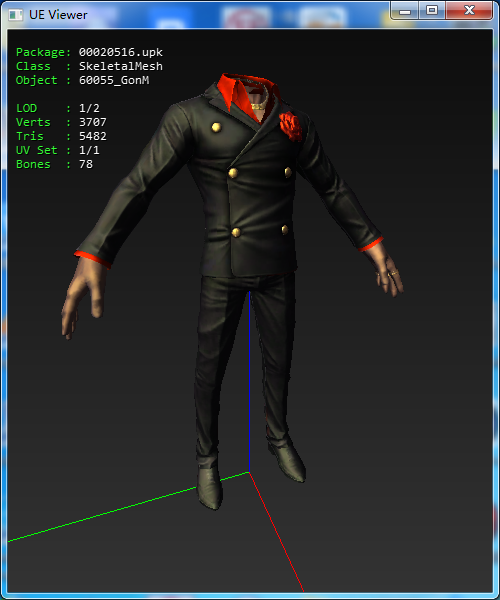 UE Viewer
Package: 00020516.upk
Class : SkeletalMesh
Object : 60055_GonM
LOD : 1/2
Verts : 3707
Tris : 5482
UV Set : 1/1
Bones : 78